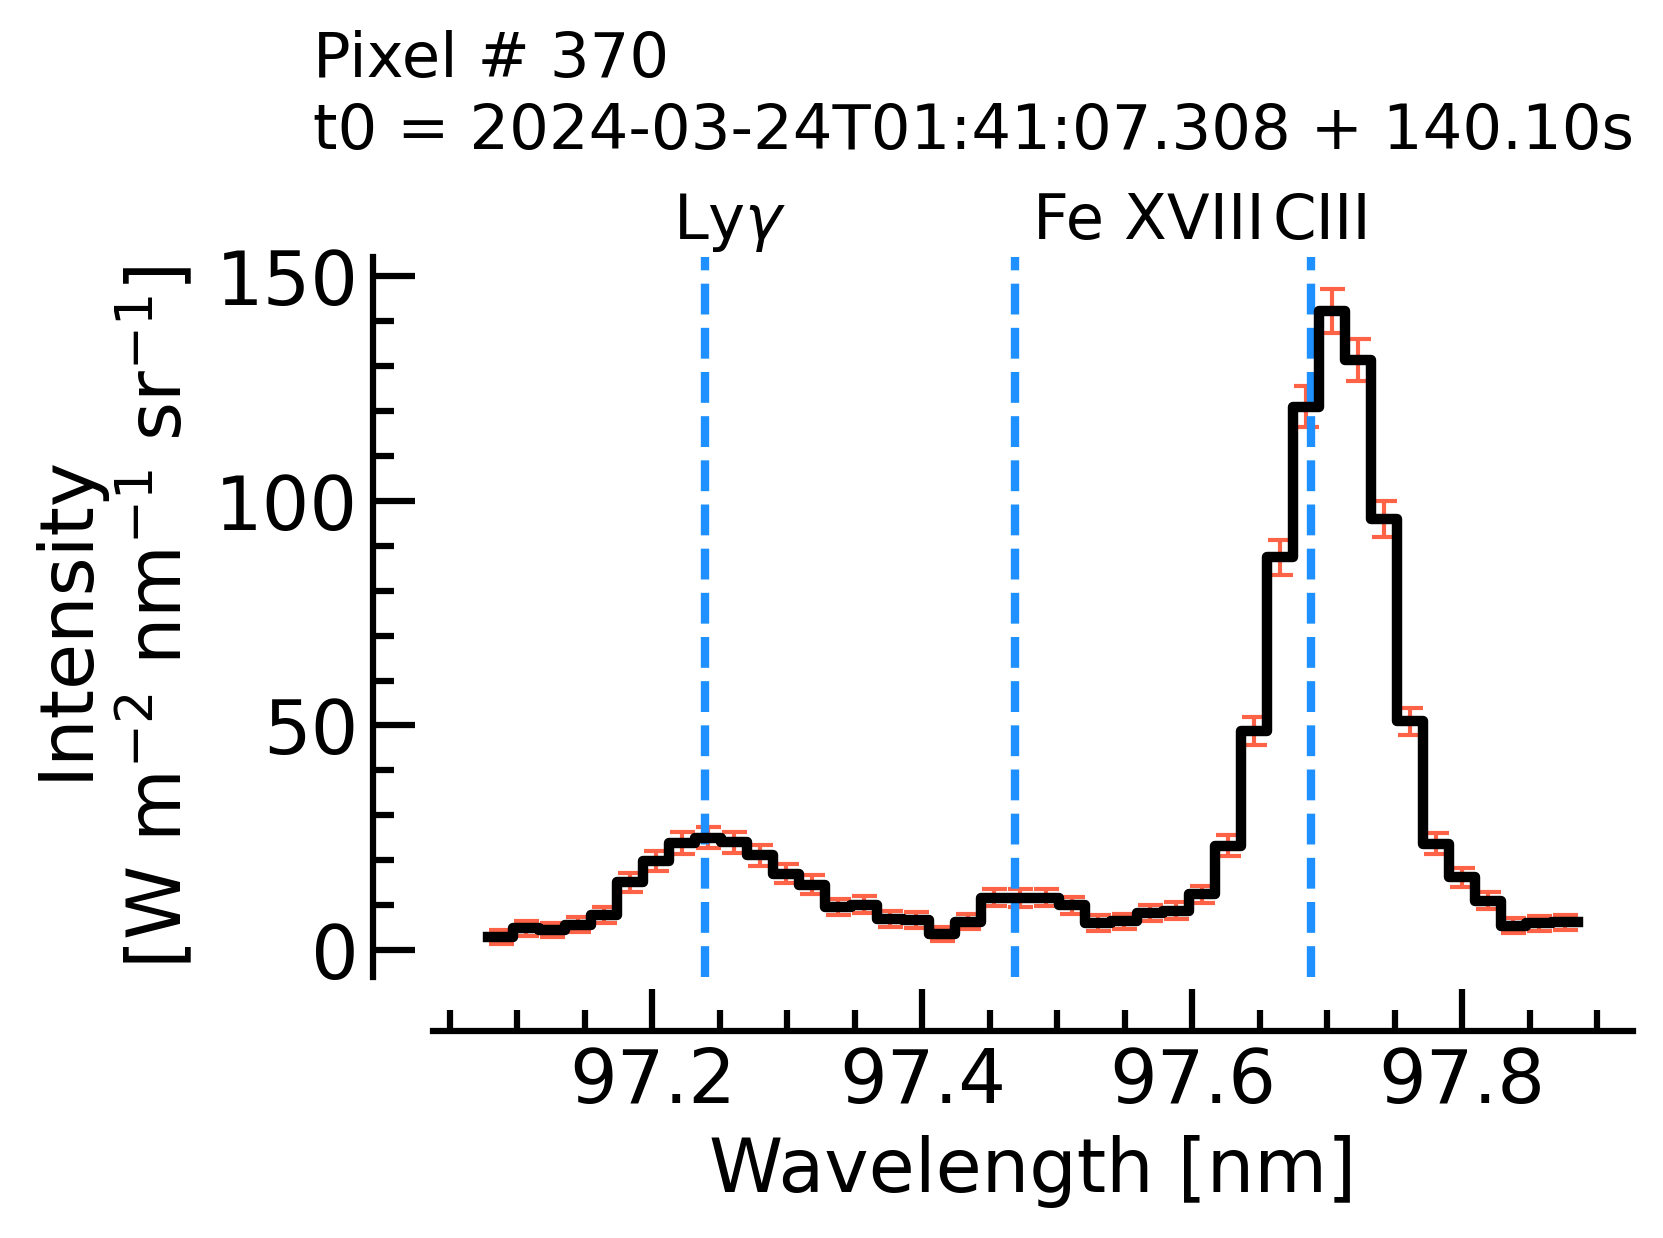 Pixel # 370
t0 = 2024-03-24T01:41:07.308 + 140.10s
Lyγ Fe XVIII CIII
Intensity
[W m⁻² nm⁻¹ sr⁻¹]
150
100
50
0
97.2 97.4 97.6 97.8
Wavelength [nm]